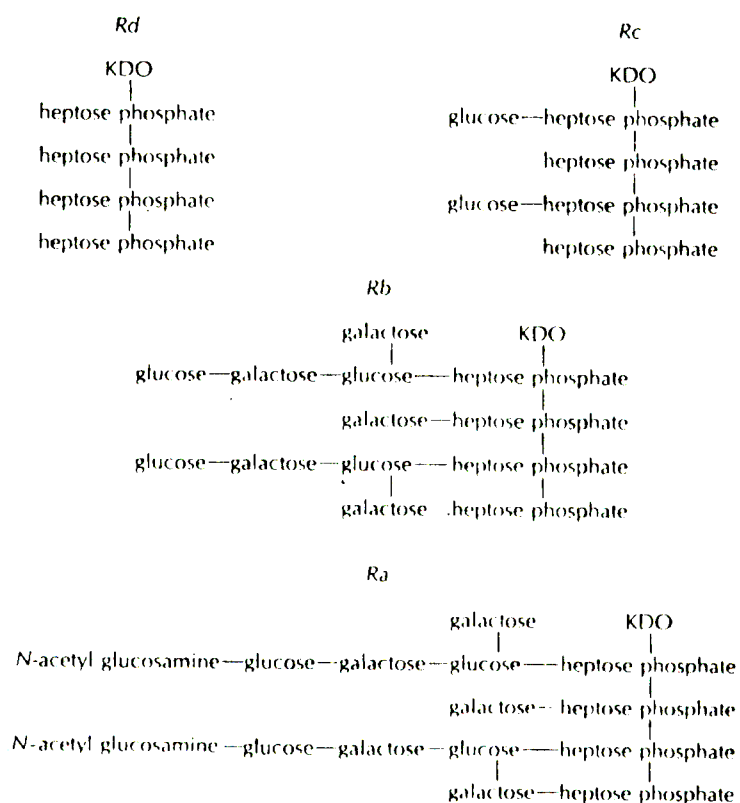 Rd
KDO
heptose phosphate
heptose phosphate
heptose phosphate
heptose phosphate
Rc
KDO
glucose—heptose phosphate
heptose phosphate
glucose—heptose phosphate
heptose phosphate
Rb
galactose KDO
glucose—galactose—glucose—heptose phosphate
galactose—heptose phosphate
glucose—galactose—glucose—heptose phosphate
galactose heptose phosphate
Ra
galactose KDO
N-acetyl glucosamine—glucose—galactose—glucose—heptose phosphate
galactose—heptose phosphate
N-acetyl glucosamine—glucose—galactose—glucose—heptose phosphate
galactose—heptose phosphate